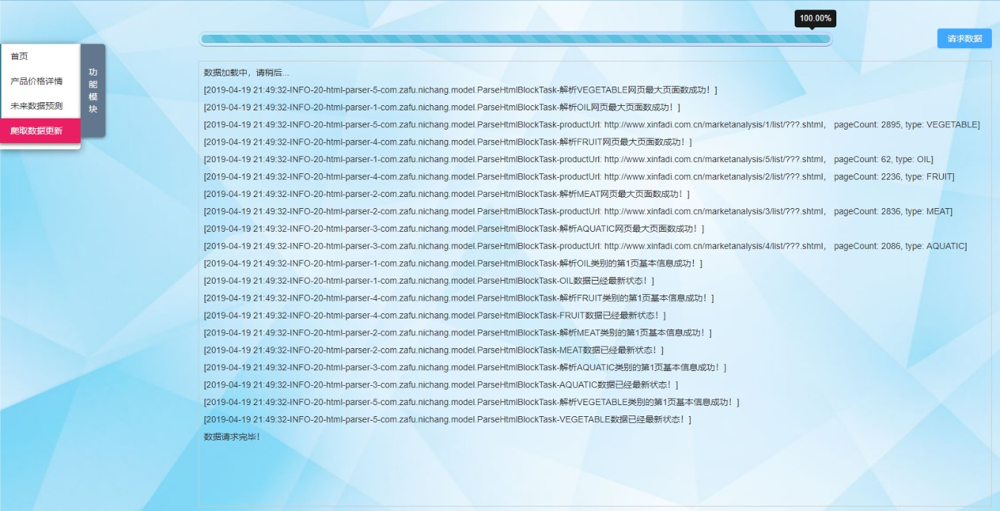 100.00%
请求数据
首页
产品价格详情
未来数据预测
爬取数据更新
功能模块
数据加载中，请稍后...
[2019-04-19 21:49:32-INFO-20-html-parser-5-com.zafu.nichang.model.ParseHtmlBlockTask-解析VEGETABLE网页最大页面数成功！]
[2019-04-19 21:49:32-INFO-20-html-parser-1-com.zafu.nichang.model.ParseHtmlBlockTask-解析OIL网页最大页面数成功！]
[2019-04-19 21:49:32-INFO-20-html-parser-5-com.zafu.nichang.model.ParseHtmlBlockTask-productUrl: http://www.xinfadi.com.cn/marketanalysis/1/list/???.shtml， pageCount: 2895, type: VEGETABLE]
[2019-04-19 21:49:32-INFO-20-html-parser-4-com.zafu.nichang.model.ParseHtmlBlockTask-解析FRUIT网页最大页面数成功！]
[2019-04-19 21:49:32-INFO-20-html-parser-1-com.zafu.nichang.model.ParseHtmlBlockTask-productUrl: http://www.xinfadi.com.cn/marketanalysis/5/list/???.shtml， pageCount: 62, type: OIL]
[2019-04-19 21:49:32-INFO-20-html-parser-4-com.zafu.nichang.model.ParseHtmlBlockTask-productUrl: http://www.xinfadi.com.cn/marketanalysis/2/list/???.shtml， pageCount: 2236, type: FRUIT]
[2019-04-19 21:49:32-INFO-20-html-parser-2-com.zafu.nichang.model.ParseHtmlBlockTask-解析MEAT网页最大页面数成功！]
[2019-04-19 21:49:32-INFO-20-html-parser-2-com.zafu.nichang.model.ParseHtmlBlockTask-productUrl: http://www.xinfadi.com.cn/marketanalysis/3/list/???.shtml， pageCount: 2836, type: MEAT]
[2019-04-19 21:49:32-INFO-20-html-parser-3-com.zafu.nichang.model.ParseHtmlBlockTask-解析AQUATIC网页最大页面数成功！]
[2019-04-19 21:49:32-INFO-20-html-parser-3-com.zafu.nichang.model.ParseHtmlBlockTask-productUrl: http://www.xinfadi.com.cn/marketanalysis/4/list/???.shtml， pageCount: 2086, type: AQUATIC]
[2019-04-19 21:49:32-INFO-20-html-parser-1-com.zafu.nichang.model.ParseHtmlBlockTask-解析OIL类别的第1页基本信息成功！]
[2019-04-19 21:49:32-INFO-20-html-parser-1-com.zafu.nichang.model.ParseHtmlBlockTask-OIL数据已经最新状态！]
[2019-04-19 21:49:32-INFO-20-html-parser-4-com.zafu.nichang.model.ParseHtmlBlockTask-解析FRUIT类别的第1页基本信息成功！]
[2019-04-19 21:49:32-INFO-20-html-parser-4-com.zafu.nichang.model.ParseHtmlBlockTask-FRUIT数据已经最新状态！]
[2019-04-19 21:49:32-INFO-20-html-parser-2-com.zafu.nichang.model.ParseHtmlBlockTask-解析MEAT类别的第1页基本信息成功！]
[2019-04-19 21:49:32-INFO-20-html-parser-2-com.zafu.nichang.model.ParseHtmlBlockTask-MEAT数据已经最新状态！]
[2019-04-19 21:49:32-INFO-20-html-parser-3-com.zafu.nichang.model.ParseHtmlBlockTask-解析AQUATIC类别的第1页基本信息成功！]
[2019-04-19 21:49:32-INFO-20-html-parser-3-com.zafu.nichang.model.ParseHtmlBlockTask-AQUATIC数据已经最新状态！]
[2019-04-19 21:49:32-INFO-20-html-parser-5-com.zafu.nichang.model.ParseHtmlBlockTask-解析VEGETABLE类别的第1页基本信息成功！]
[2019-04-19 21:49:32-INFO-20-html-parser-5-com.zafu.nichang.model.ParseHtmlBlockTask-VEGETABLE数据已经最新状态！]
数据请求完毕！